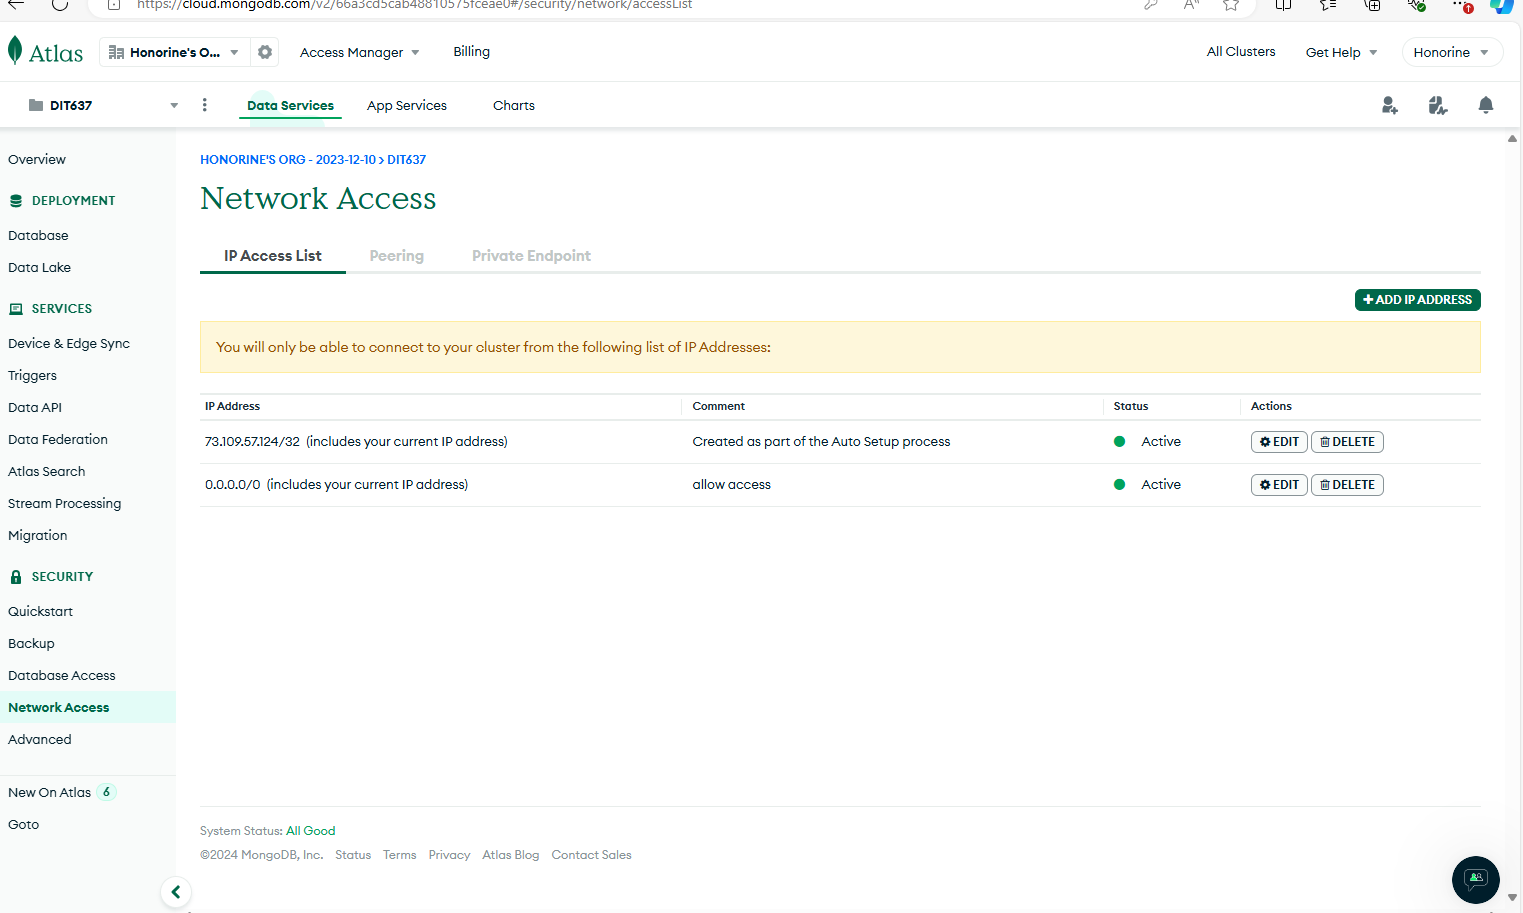 https://cloud.mongodb.com/v2/66a3cd5cab48810575fceae0#/security/network/accessList
Atlas Honorine's O... Access Manager Billing All Clusters Get Help Honorine
DIT637 Data Services App Services Charts
Overview
DEPLOYMENT
Database
Data Lake
SERVICES
Device & Edge Sync
Triggers
Data API
Data Federation
Atlas Search
Stream Processing
Migration
SECURITY
Quickstart
Backup
Database Access
Network Access
Advanced
New On Atlas 6
Goto
HONORINE'S ORG - 2023-12-10 > DIT637
Network Access
IP Access List Peering Private Endpoint
+ ADD IP ADDRESS
You will only be able to connect to your cluster from the following list of IP Addresses:
IP Address Comment Status Actions
73.109.57.124/32 (includes your current IP address) Created as part of the Auto Setup process Active EDIT DELETE
0.0.0.0/0 (includes your current IP address) allow access Active EDIT DELETE
System Status: All Good
©2024 MongoDB, Inc. Status Terms Privacy Atlas Blog Contact Sales